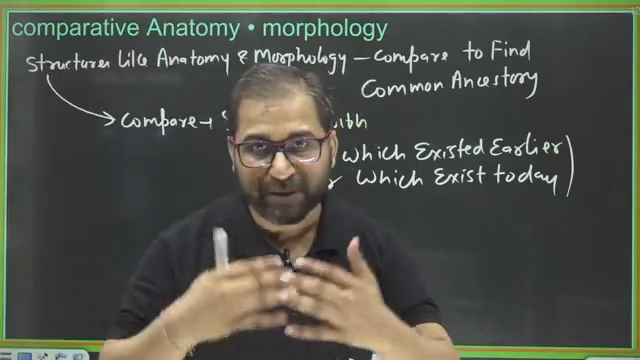 comparative Anatomy • morphology
Structures Like Anatomy & Morphology – Compare to Find
Common Ancestory
Compare →
which Existed Earlier
which Exist today